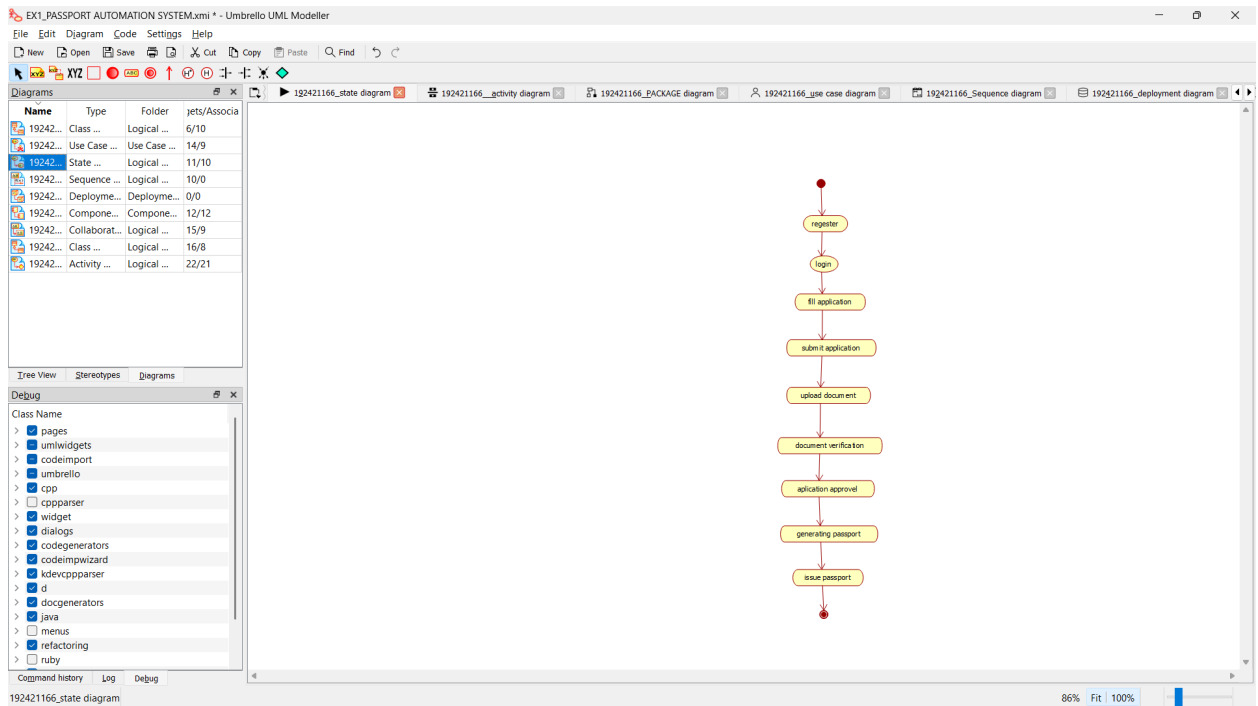 EX1_PASSPORT AUTOMATION SYSTEM.xmi * - Umbrello UML Modeller
File Edit Diagram Code Settings Help
New Open Save Cut Copy Paste Find
XYZ XYZ ABC H* H
Diagrams
192421166_state diagram 192421166__activity diagram 192421166_PACKAGE diagram 192421166_use case diagram 192421166_Sequence diagram 192421166_deployment diagram
Name Type Folder jets/Associa
19242... Class ... Logical ... 6/10
19242... Use Case ... Use Case ... 14/9
19242... State ... Logical ... 11/10
19242... Sequence ... Logical ... 10/0
19242... Deployme... Deployme... 0/0
19242... Compone... Compone... 12/12
19242... Collaborat... Logical ... 15/9
19242... Class ... Logical ... 16/8
19242... Activity ... Logical ... 22/21
Tree View Stereotypes Diagrams
Debug
Class Name
pages
umlwidgets
codeimport
umbrello
cpp
cppparser
widget
dialogs
codegenerators
codeimpwizard
kdevcppparser
d
docgenerators
java
menus
refactoring
ruby
Command history Log Debug
regester
login
fill application
submit application
upload document
document verification
aplication approvel
generating passport
issue passport
192421166_state diagram
86% Fit 100%